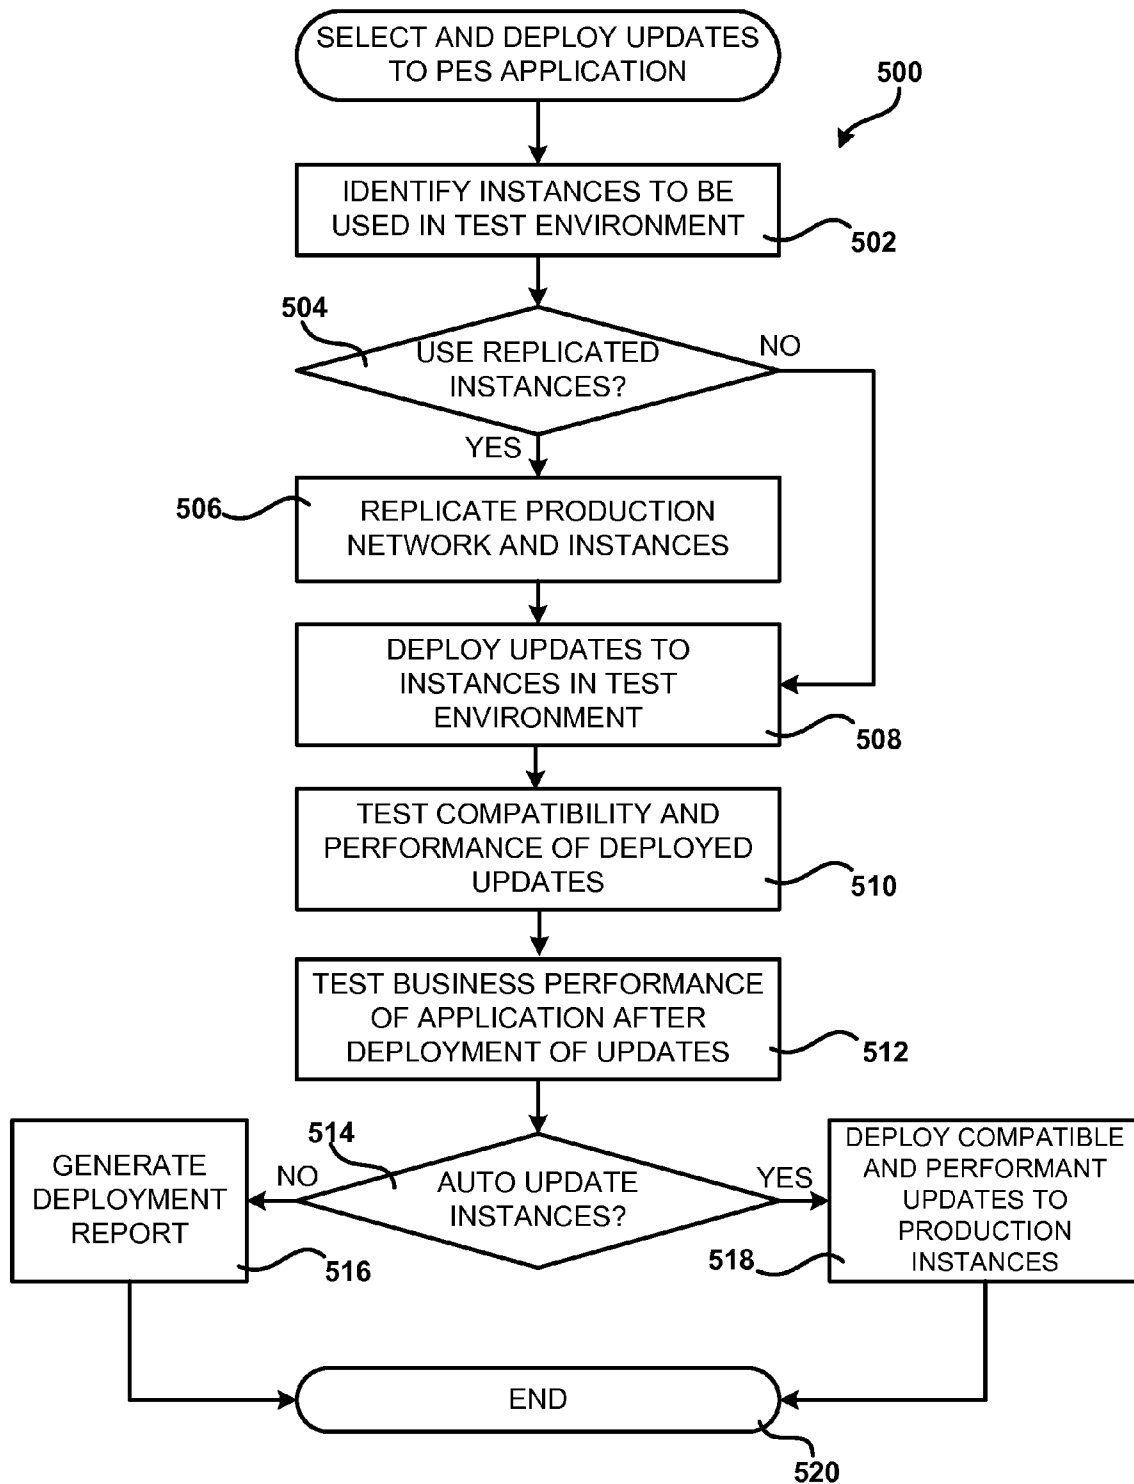 SELECT AND DEPLOY UPDATES
TO PES APPLICATION
500
IDENTIFY INSTANCES TO BE
USED IN TEST ENVIRONMENT
502
504
USE REPLICATED
INSTANCES?
NO
YES
506
REPLICATE PRODUCTION
NETWORK AND INSTANCES
DEPLOY UPDATES TO
INSTANCES IN TEST
ENVIRONMENT
508
TEST COMPATIBILITY AND
PERFORMANCE OF DEPLOYED
UPDATES
510
TEST BUSINESS PERFORMANCE
OF APPLICATION AFTER
DEPLOYMENT OF UPDATES
512
514
AUTO UPDATE
INSTANCES?
NO
YES
GENERATE
DEPLOYMENT
REPORT
516
DEPLOY COMPATIBLE
AND PERFORMANT
UPDATES TO
PRODUCTION
INSTANCES
518
END
520